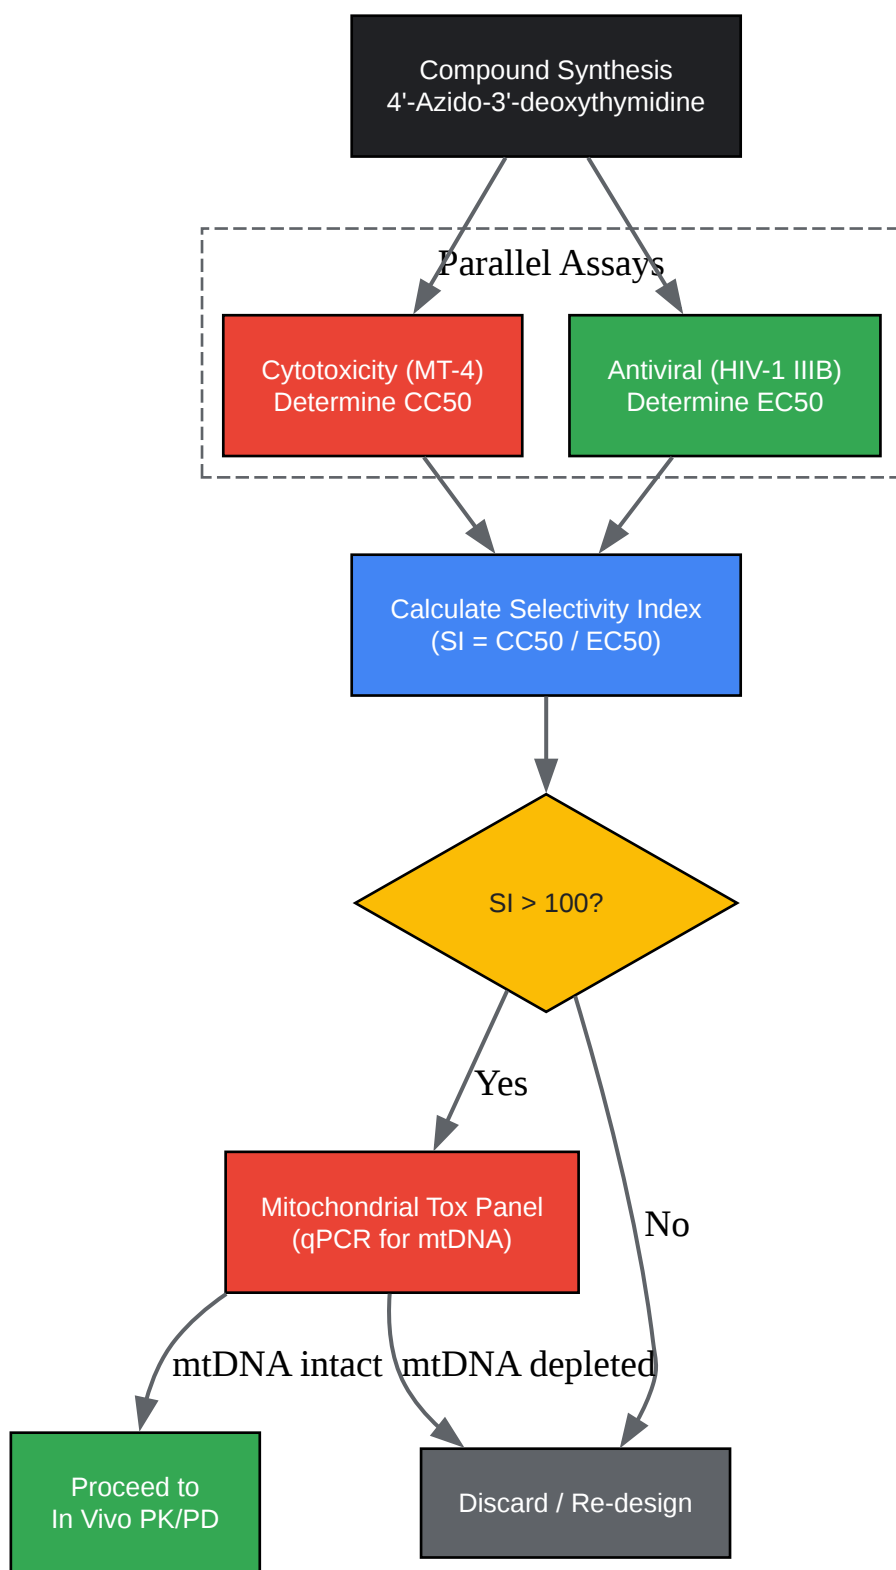 Compound Synthesis
4'-Azido-3'-deoxythymidine
Parallel Assays
Cytotoxicity (MT-4)
Determine CC50
Antiviral (HIV-1 IIIB)
Determine EC50
Calculate Selectivity Index
(SI = CC50 / EC50)
SI > 100?
Yes
Mitochondrial Tox Panel
(qPCR for mtDNA)
No
mtDNA intact
mtDNA depleted
Proceed to
In Vivo PK/PD
Discard / Re-design